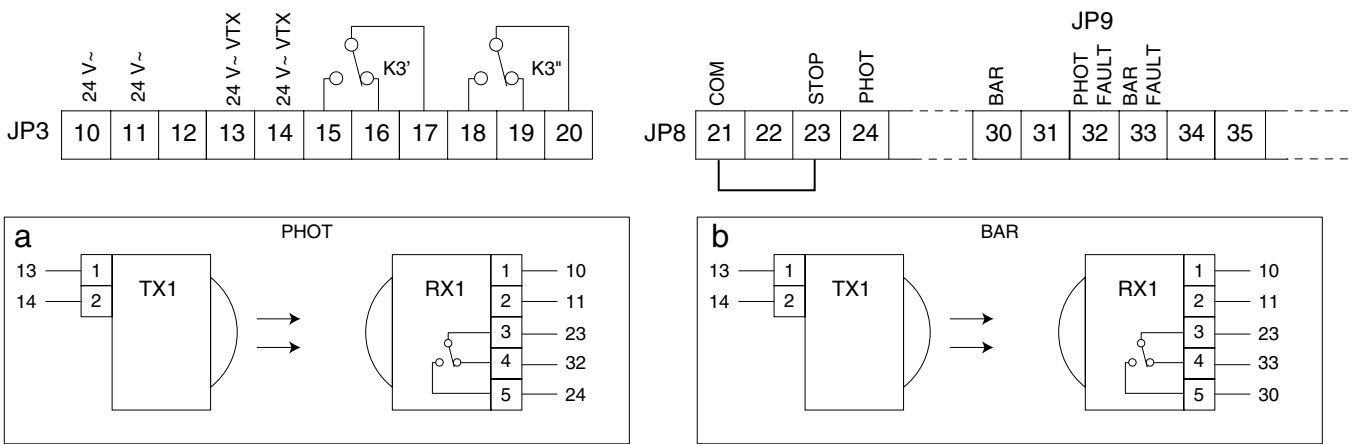 JP9
24 V~ 24 V~ 24 V~ VTX 24 V~ VTX K3' K3" COM STOP PHOT BAR PHOT FAULT BAR FAULT
JP3 10 11 12 13 14 15 16 17 18 19 20 JP8 21 22 23 24 30 31 32 33 34 35
a PHOT
13 1 TX1 RX1 1 10
14 2 2 11
3 23
4 32
5 24
b BAR
13 1 TX1 RX1 1 10
14 2 2 11
3 23
4 33
5 30